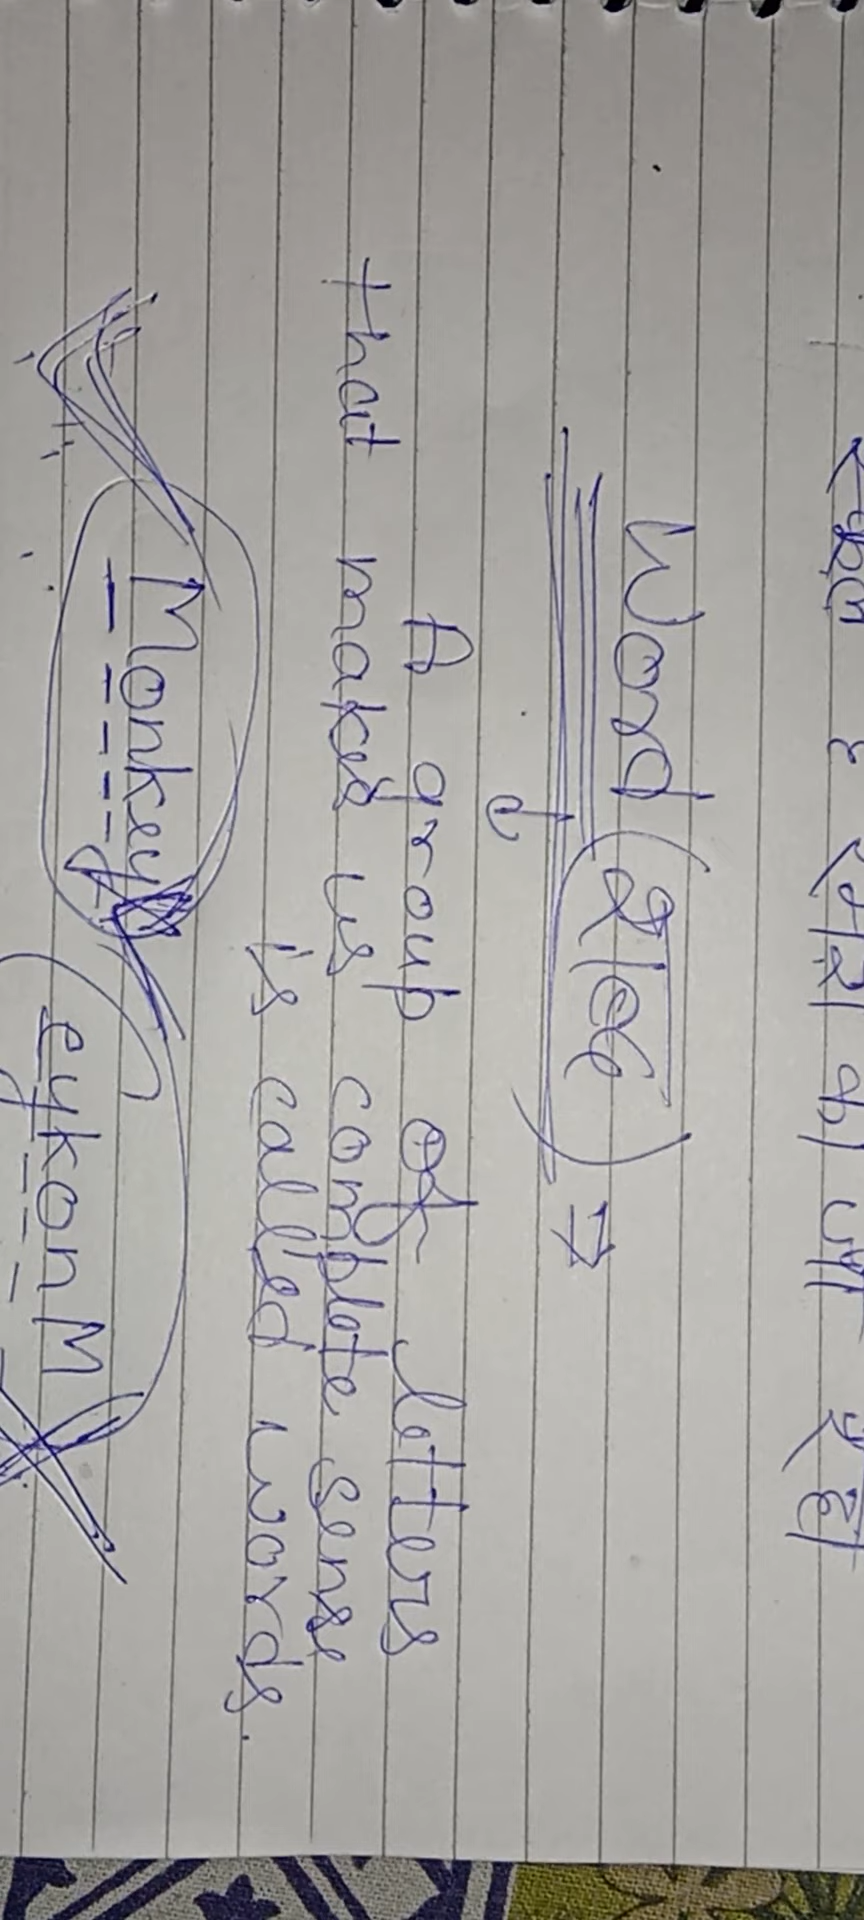 Word (शब्द) →
A group of letters
that makes us complete sense
is called words.
Monkey
eykonM